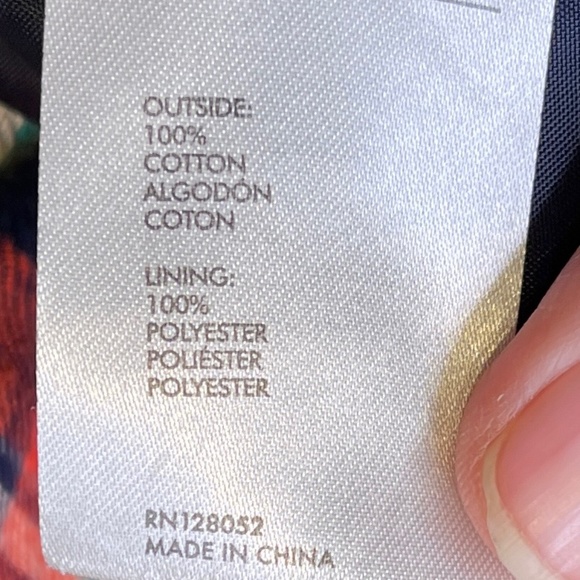 OUTSIDE:
100%
COTTON
ALGODÓN
COTON
LINING:
100%
POLYESTER
POLIÉSTER
POLYESTER
RN128052
MADE IN CHINA